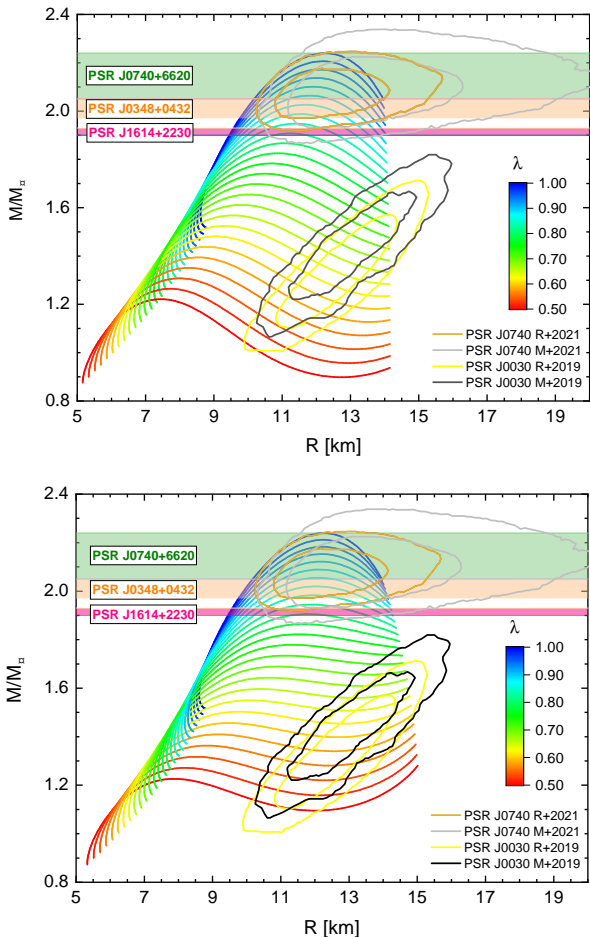 2.4
2.0
1.6
1.2
0.8
M/M¤
PSR J0740+6620
PSR J0348+0432
PSR J1614+2230
λ
1.00
0.90
0.80
0.70
0.60
0.50
PSR J0740 R+2021
PSR J0740 M+2021
PSR J0030 R+2019
PSR J0030 M+2019
5 7 9 11 13 15 17 19
R [km]
2.4
2.0
1.6
1.2
0.8
M/M¤
PSR J0740+6620
PSR J0348+0432
PSR J1614+2230
λ
1.00
0.90
0.80
0.70
0.60
0.50
PSR J0740 R+2021
PSR J0740 M+2021
PSR J0030 R+2019
PSR J0030 M+2019
5 7 9 11 13 15 17 19
R [km]